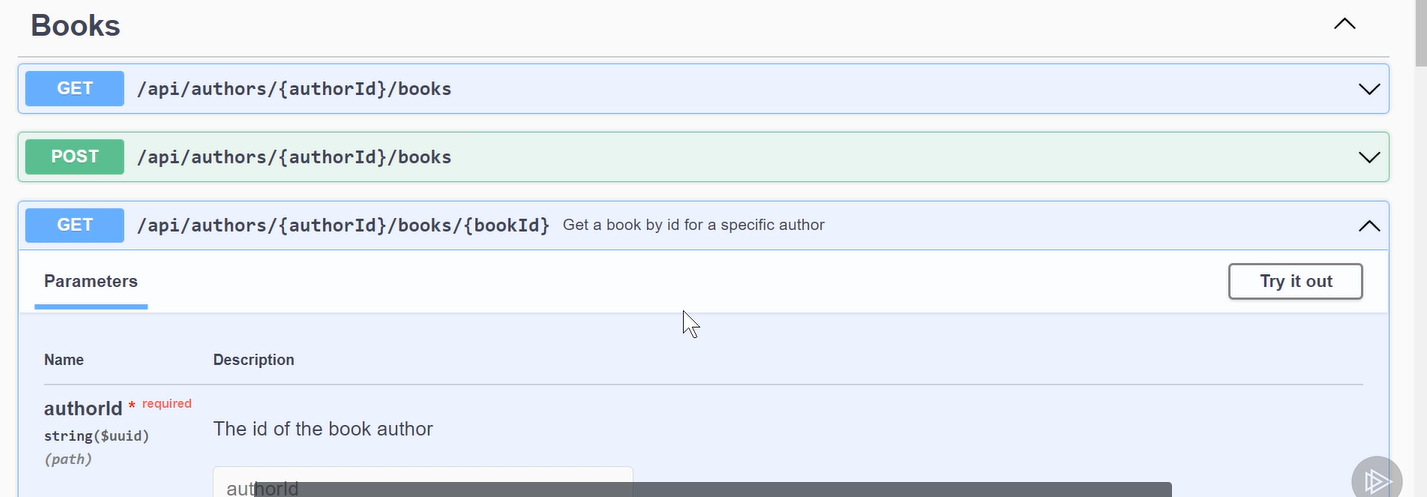 Books
GET /api/authors/{authorId}/books
POST /api/authors/{authorId}/books
GET /api/authors/{authorId}/books/{bookId} Get a book by id for a specific author
Parameters Try it out
Name Description
authorId * required
string($uuid)
(path)
The id of the book author
authorId